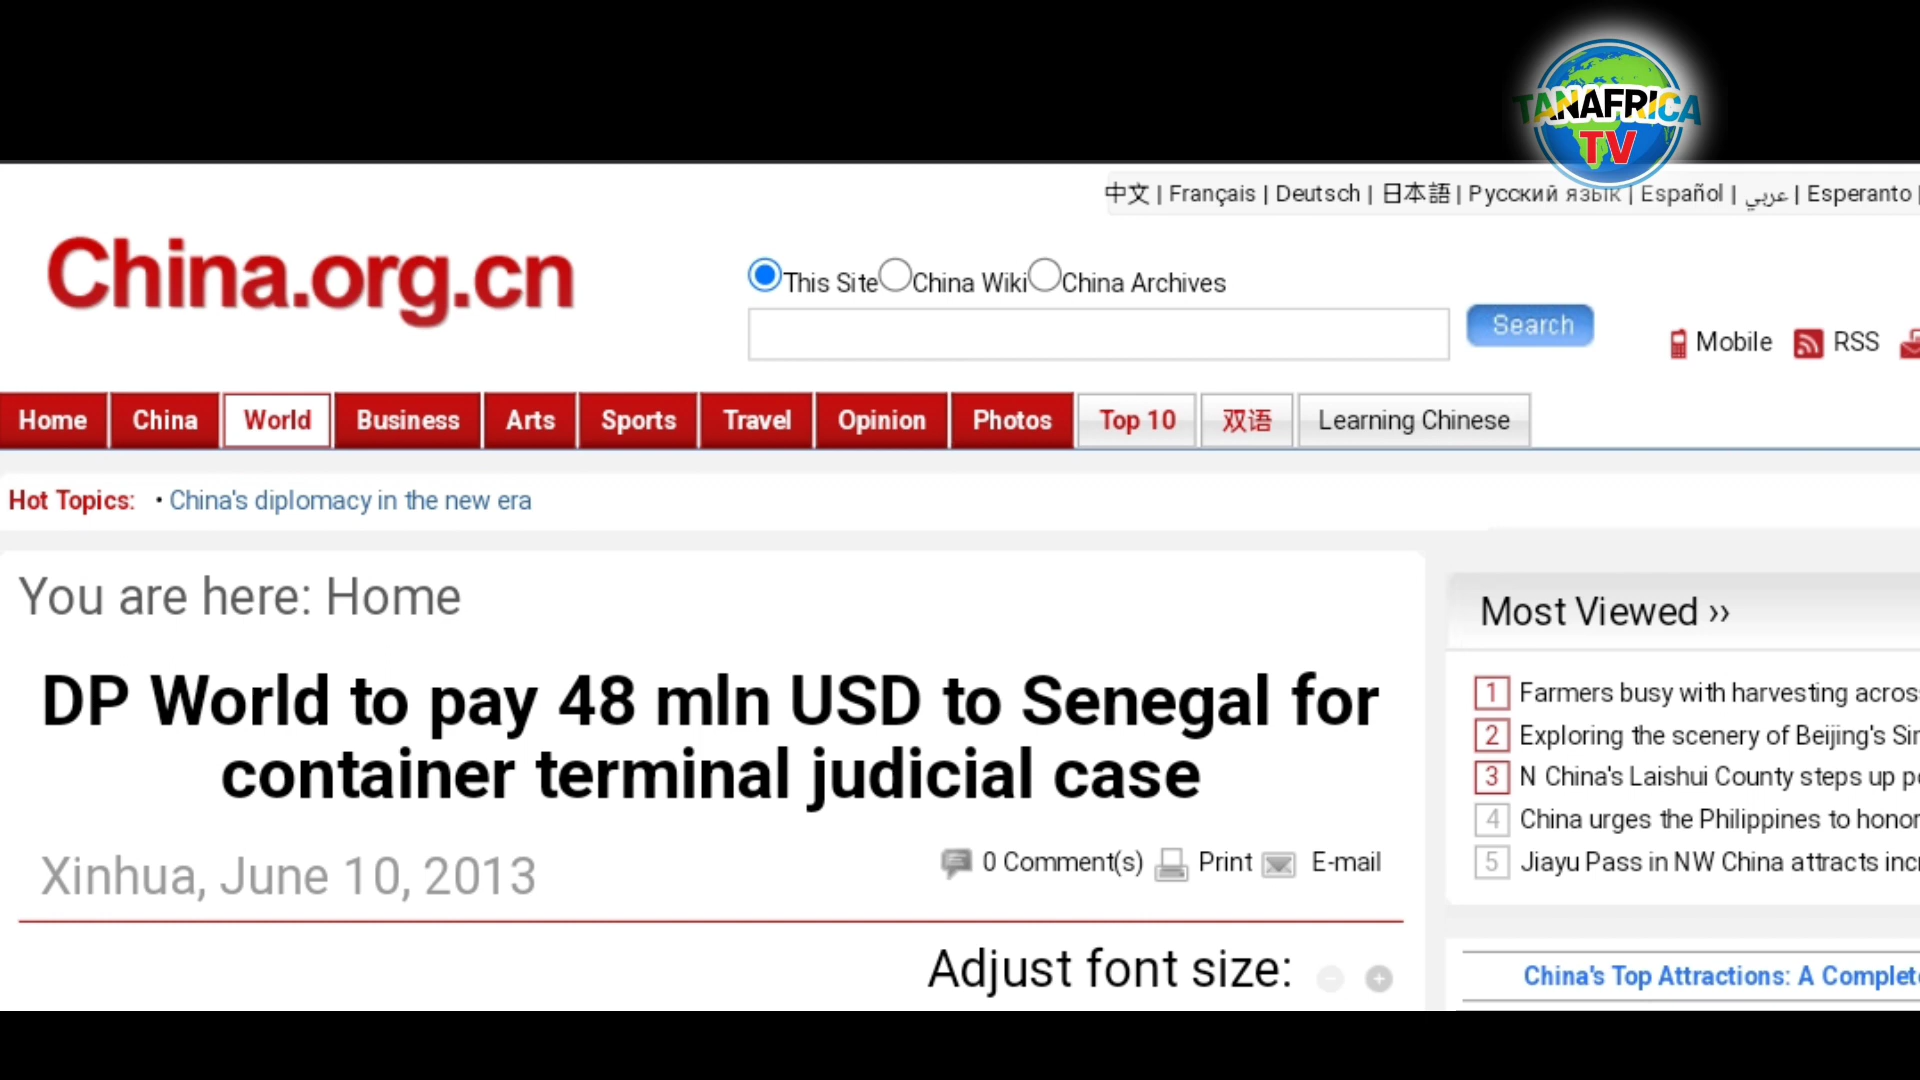 TANAFRICA
TV
中文 | Français | Deutsch | 日本語 | Русский язык | Español | عربي | Esperanto |
China.org.cn
This Site China Wiki China Archives
Search
Mobile RSS
Home China World Business Arts Sports Travel Opinion Photos Top 10 双语 Learning Chinese
Hot Topics: • China's diplomacy in the new era
You are here: Home
DP World to pay 48 mln USD to Senegal for
container terminal judicial case
Xinhua, June 10, 2013
0 Comment(s) Print E-mail
Adjust font size:
Most Viewed ››
1 Farmers busy with harvesting acros
2 Exploring the scenery of Beijing's Sin
3 N China's Laishui County steps up p
4 China urges the Philippines to honor
5 Jiayu Pass in NW China attracts incr
China's Top Attractions: A Complet